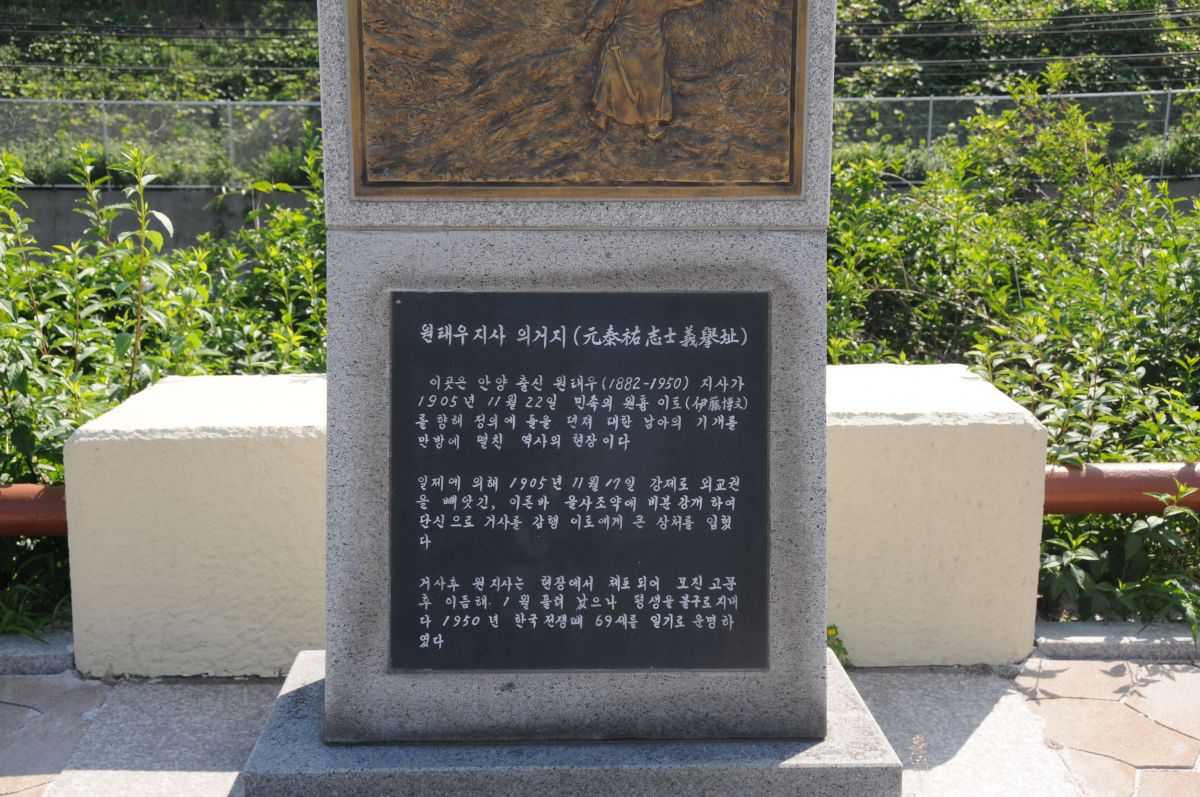 원태우지사 의거지(元泰祐志士義擧址)
이곳은 안양 출신 원태우(1882-1950) 지사가
1905년 11월 22일 민족의 원흉 이토(伊藤博文)
를 향해 정의에 돌을 던져 대한 남아의 기개를
만방에 떨친 역사의 현장이다
일제에 의해 1905년 11월 17일 강제로 외교권
을 빼앗긴, 이른바 을사조약에 비분강개 하여
단신으로 거사를 감행 이토에게 큰 상처를 입혔
다
거사후 원지사는 현장에서 체포되어 모진 고문
후 이듬해. 1월 풀려 났으나 평생을 불구로 지내
다 1950년 한국전쟁때 69세를 일기로 운명하
였다